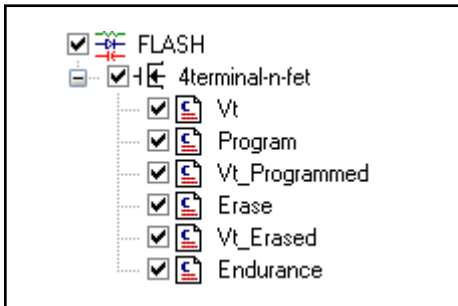 FLASH
4terminal-n-fet
Vt
Program
Vt_Programmed
Erase
Vt_Erased
Endurance